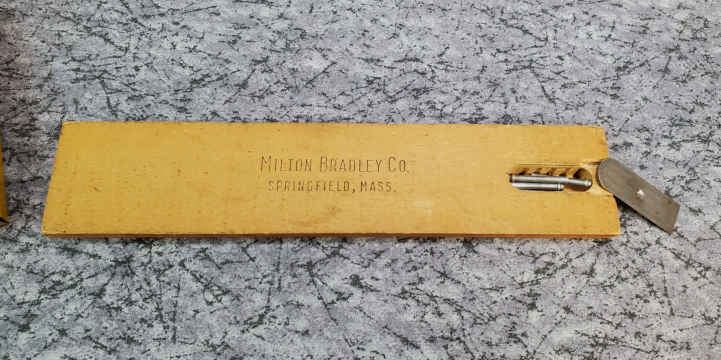 MILTON BRADLEY CO.
SPRINGFIELD, MASS.